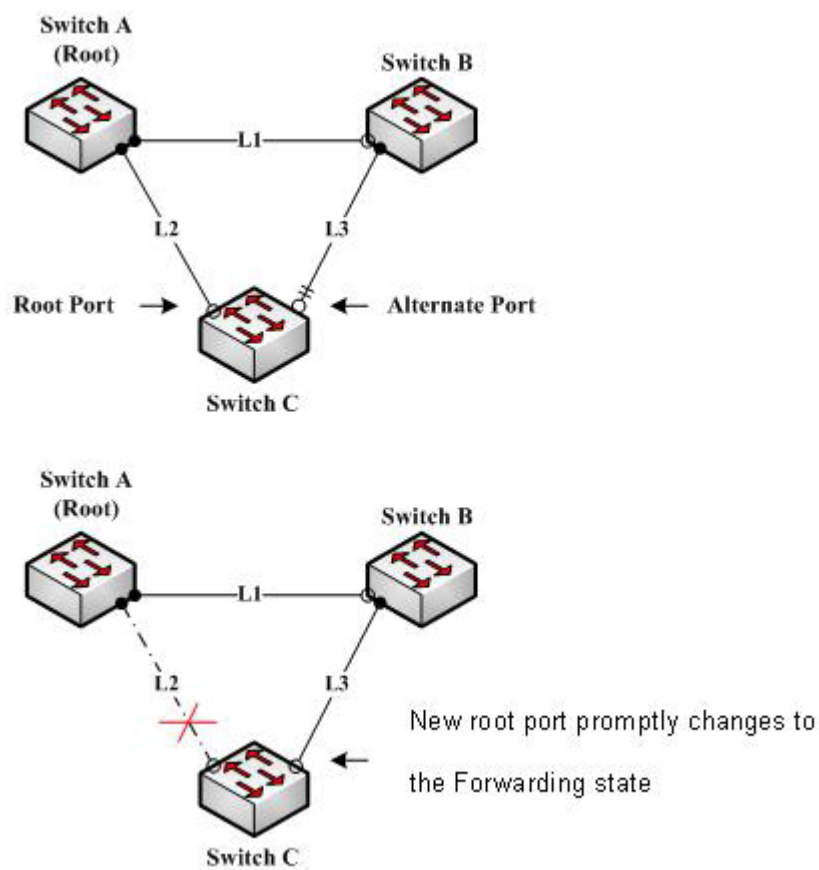 Switch A
(Root)
Switch B
L1
L2
L3
Root Port
Alternate Port
Switch C
Switch A
(Root)
Switch B
L1
L2
L3
New root port promptly changes to
the Forwarding state
Switch C